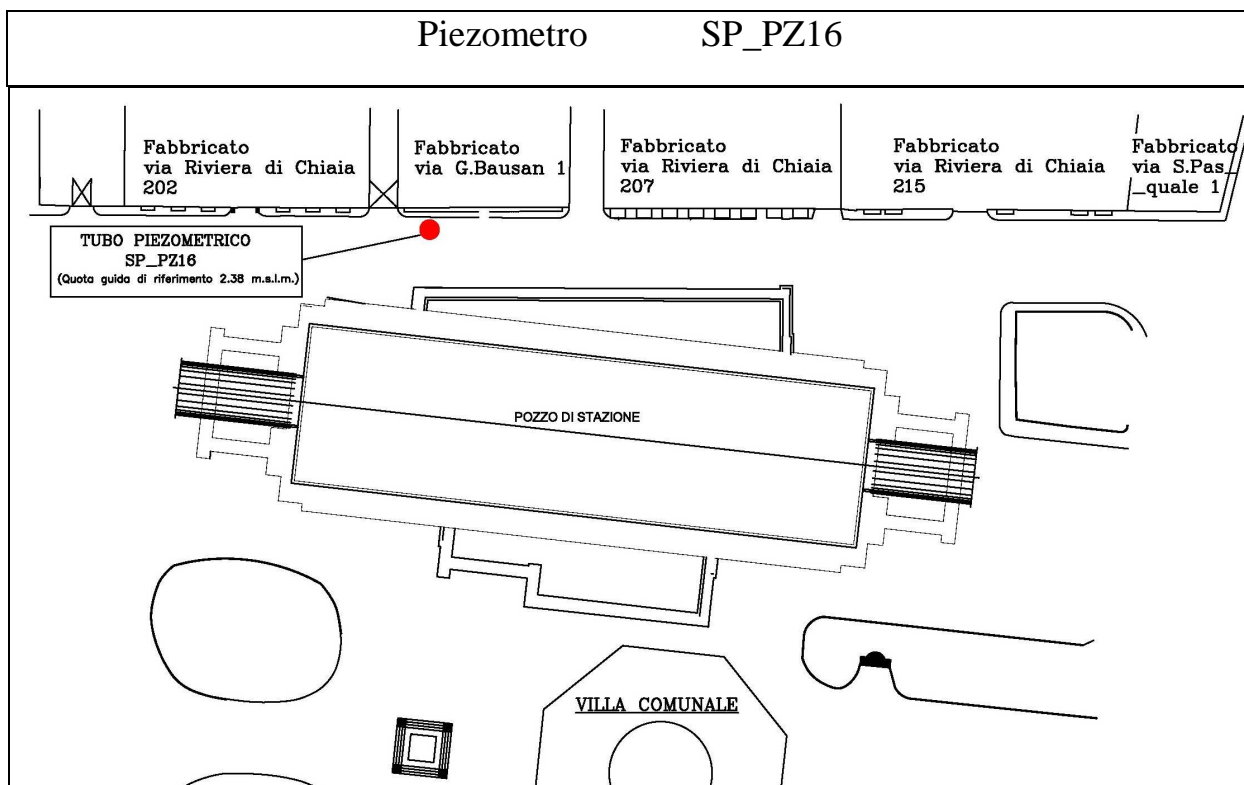 Piezometro SP_PZ16
Fabbricato
via Riviera di Chiaia
202
Fabbricato
via G.Bausan 1
Fabbricato
via Riviera di Chiaia
207
Fabbricato
via Riviera di Chiaia
215
Fabbricato
via S.Pas_
_quale 1
TUBO PIEZOMETRICO
SP_PZ16
(Quota guida di riferimento 2.38 m.s.l.m.)
POZZO DI STAZIONE
VILLA COMUNALE